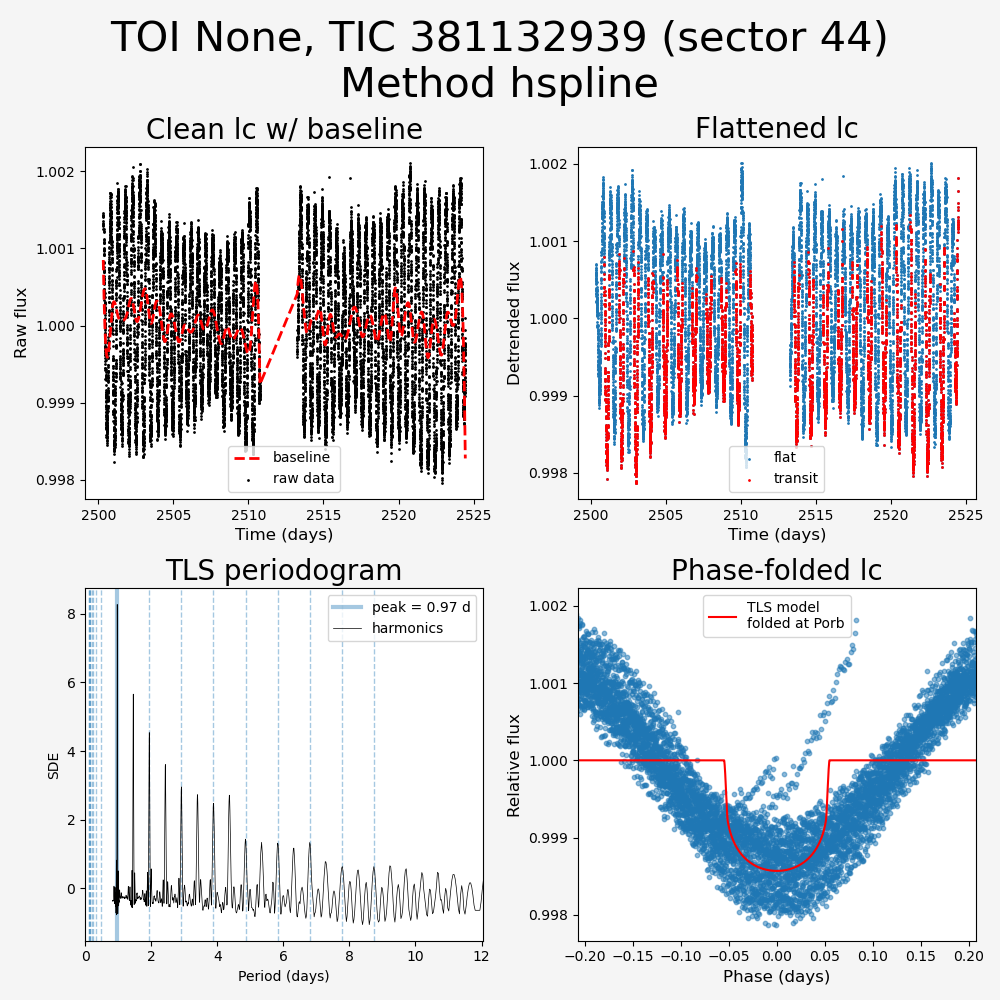 TOI None, TIC 381132939 (sector 44)
Method hspline
Clean lc w/ baseline
Raw flux
1.002
1.001
1.000
0.999
0.998
baseline
raw data
2500
2505
2510
2515
2520
2525
Time (days)
Flattened lc
Detrended flux
1.002
1.001
1.000
0.999
0.998
flat
transit
2500
2505
2510
2515
2520
2525
Time (days)
TLS periodogram
SDE
8
6
4
2
0
peak = 0.97 d
harmonics
0
2
4
6
8
10
12
Period (days)
Phase-folded lc
Relative flux
1.002
1.001
1.000
0.999
0.998
TLS model
folded at Porb
−0.20
−0.15
−0.10
−0.05
0.00
0.05
0.10
0.15
0.20
Phase (days)